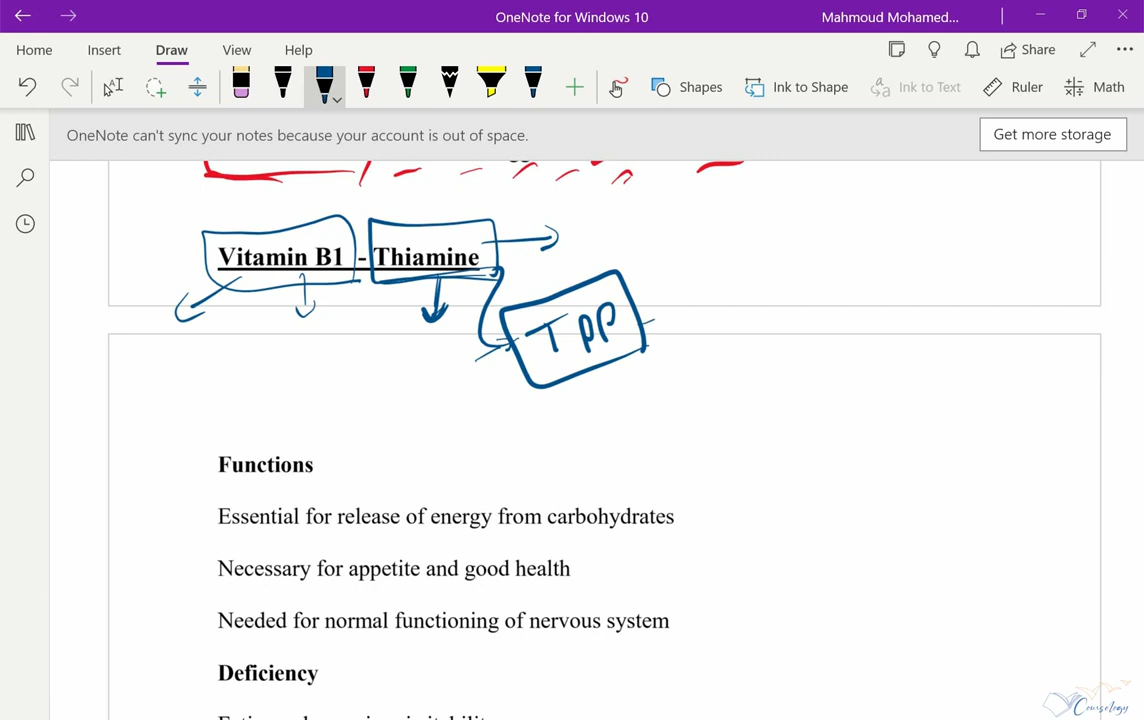 OneNote for Windows 10
Mahmoud Mohamed...
Home Insert Draw View Help Share
Shapes Ink to Shape Ink to Text Ruler Math
OneNote can't sync your notes because your account is out of space. Get more storage
Vitamin B1 - Thiamine
TPP
Functions
Essential for release of energy from carbohydrates
Necessary for appetite and good health
Needed for normal functioning of nervous system
Deficiency
Courselogy